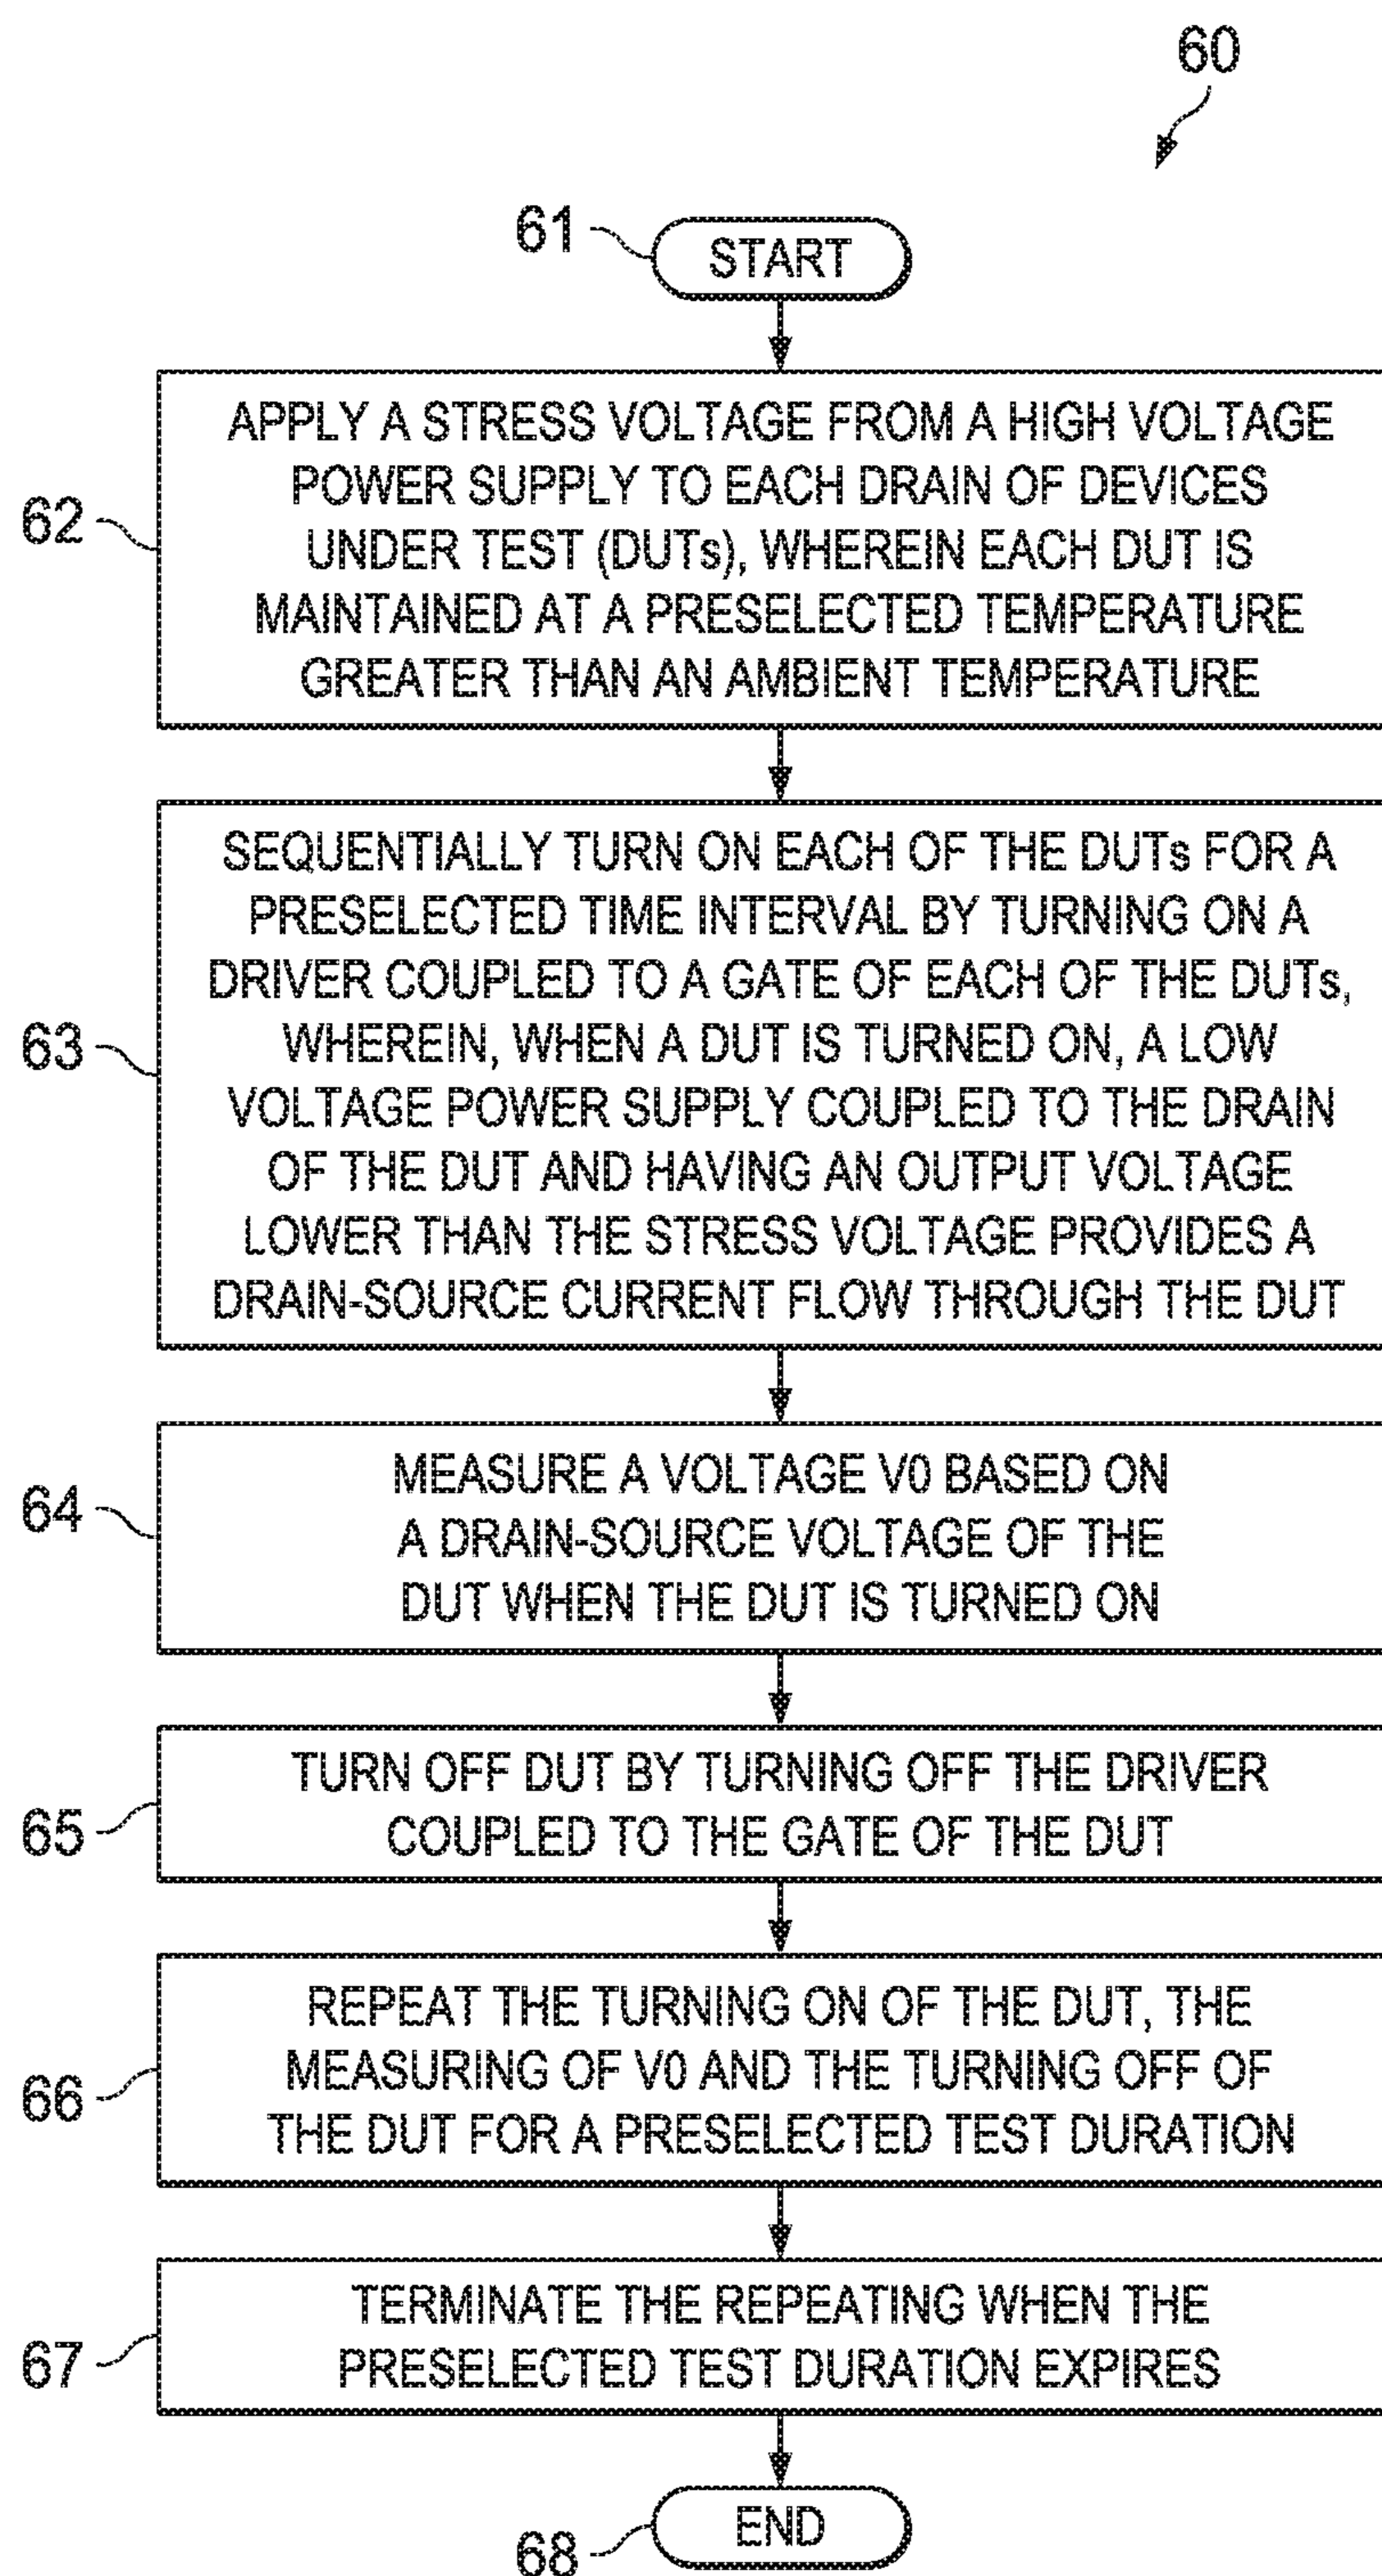 60
61
START
62
APPLY A STRESS VOLTAGE FROM A HIGH VOLTAGE
POWER SUPPLY TO EACH DRAIN OF DEVICES
UNDER TEST (DUTs), WHEREIN EACH DUT IS
MAINTAINED AT A PRESELECTED TEMPERATURE
GREATER THAN AN AMBIENT TEMPERATURE
63
SEQUENTIALLY TURN ON EACH OF THE DUTs FOR A
PRESELECTED TIME INTERVAL BY TURNING ON A
DRIVER COUPLED TO A GATE OF EACH OF THE DUTs,
WHEREIN, WHEN A DUT IS TURNED ON, A LOW
VOLTAGE POWER SUPPLY COUPLED TO THE DRAIN
OF THE DUT AND HAVING AN OUTPUT VOLTAGE
LOWER THAN THE STRESS VOLTAGE PROVIDES A
DRAIN-SOURCE CURRENT FLOW THROUGH THE DUT
64
MEASURE A VOLTAGE V0 BASED ON
A DRAIN-SOURCE VOLTAGE OF THE
DUT WHEN THE DUT IS TURNED ON
65
TURN OFF DUT BY TURNING OFF THE DRIVER
COUPLED TO THE GATE OF THE DUT
66
REPEAT THE TURNING ON OF THE DUT, THE
MEASURING OF V0 AND THE TURNING OFF OF
THE DUT FOR A PRESELECTED TEST DURATION
67
TERMINATE THE REPEATING WHEN THE
PRESELECTED TEST DURATION EXPIRES
68
END